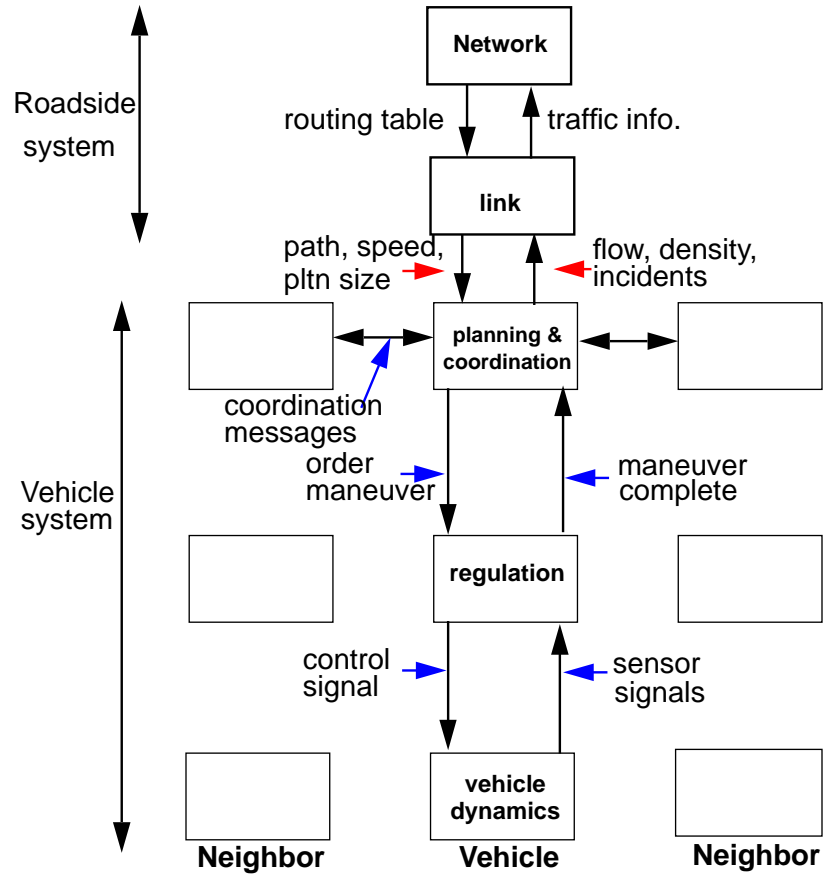 Network
Roadside
system
routing table
traffic info.
link
path, speed,
pltn size
flow, density,
incidents
planning &
coordination
coordination
messages
order
maneuver
maneuver
complete
Vehicle
system
regulation
control
signal
sensor
signals
vehicle
dynamics
Neighbor
Vehicle
Neighbor